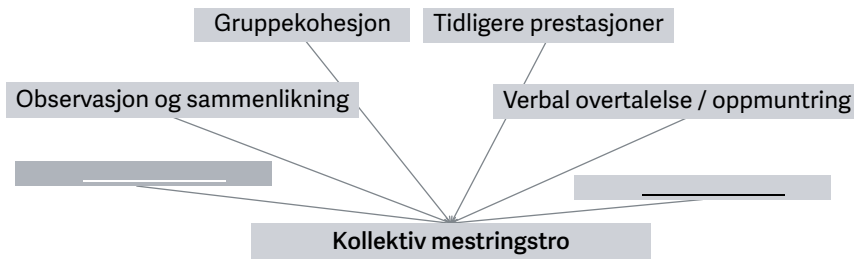 Gruppekohesjon
Tidligere prestasjoner
Observasjon og sammenlikning
Verbal overtalelse / oppmuntring
Kollektiv mestringstro